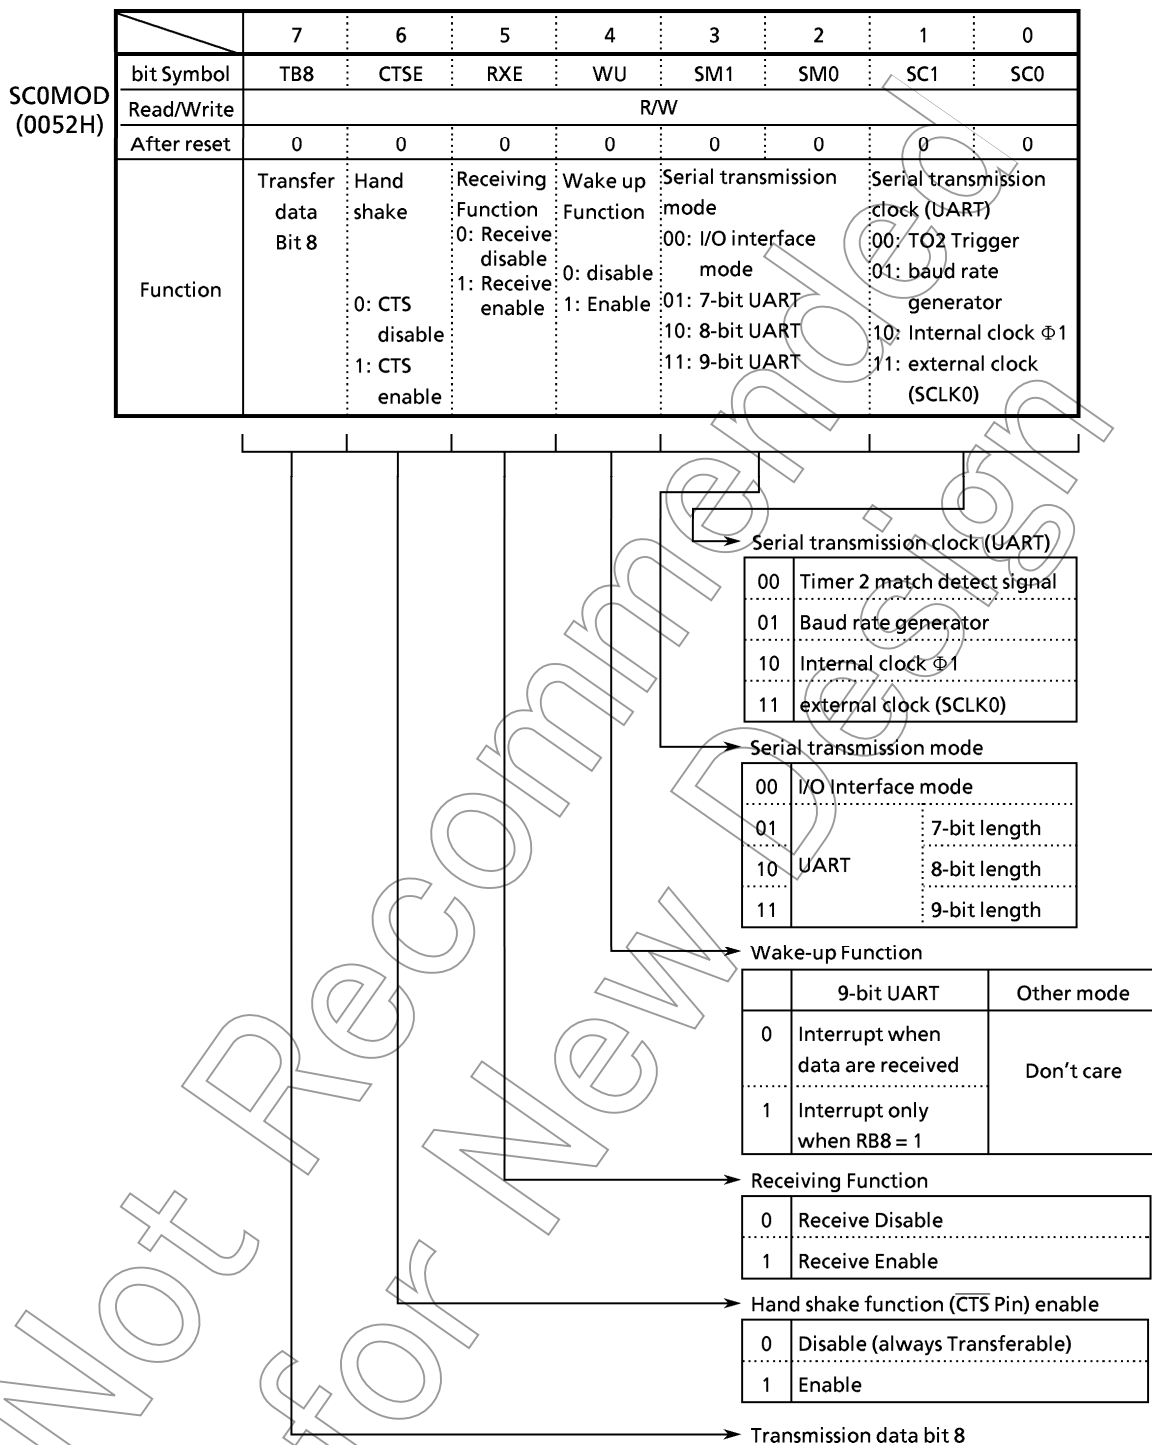 7 6 5 4 3 2 1 0
bit Symbol TB8 CTSE RXE WU SM1 SM0 SC1 SC0
SC0MOD
(0052H)
Read/Write R/W
After reset 0 0 0 0 0 0 0 0
Function
Transfer
data
Bit 8
Hand
shake
0: CTS
disable
1: CTS
enable
Receiving
Function
0: Receive
disable
1: Receive
enable
Wake up
Function
0: disable
1: Enable
Serial transmission
mode
00: I/O interface
mode
01: 7-bit UART
10: 8-bit UART
11: 9-bit UART
Serial transmission
clock (UART)
00: TO2 Trigger
01: baud rate
generator
10: Internal clock Φ1
11: external clock
(SCLK0)
Serial transmission clock (UART)
00 Timer 2 match detect signal
01 Baud rate generator
10 Internal clock Φ1
11 external clock (SCLK0)
Serial transmission mode
00 I/O Interface mode
01 7-bit length
10 UART 8-bit length
11 9-bit length
Wake-up Function
9-bit UART Other mode
0 Interrupt when
data are received
Don't care
1 Interrupt only
when RB8 = 1
Receiving Function
0 Receive Disable
1 Receive Enable
Hand shake function (C̅T̅S̅ Pin) enable
0 Disable (always Transferable)
1 Enable
Transmission data bit 8
Not Recommended
for New Design